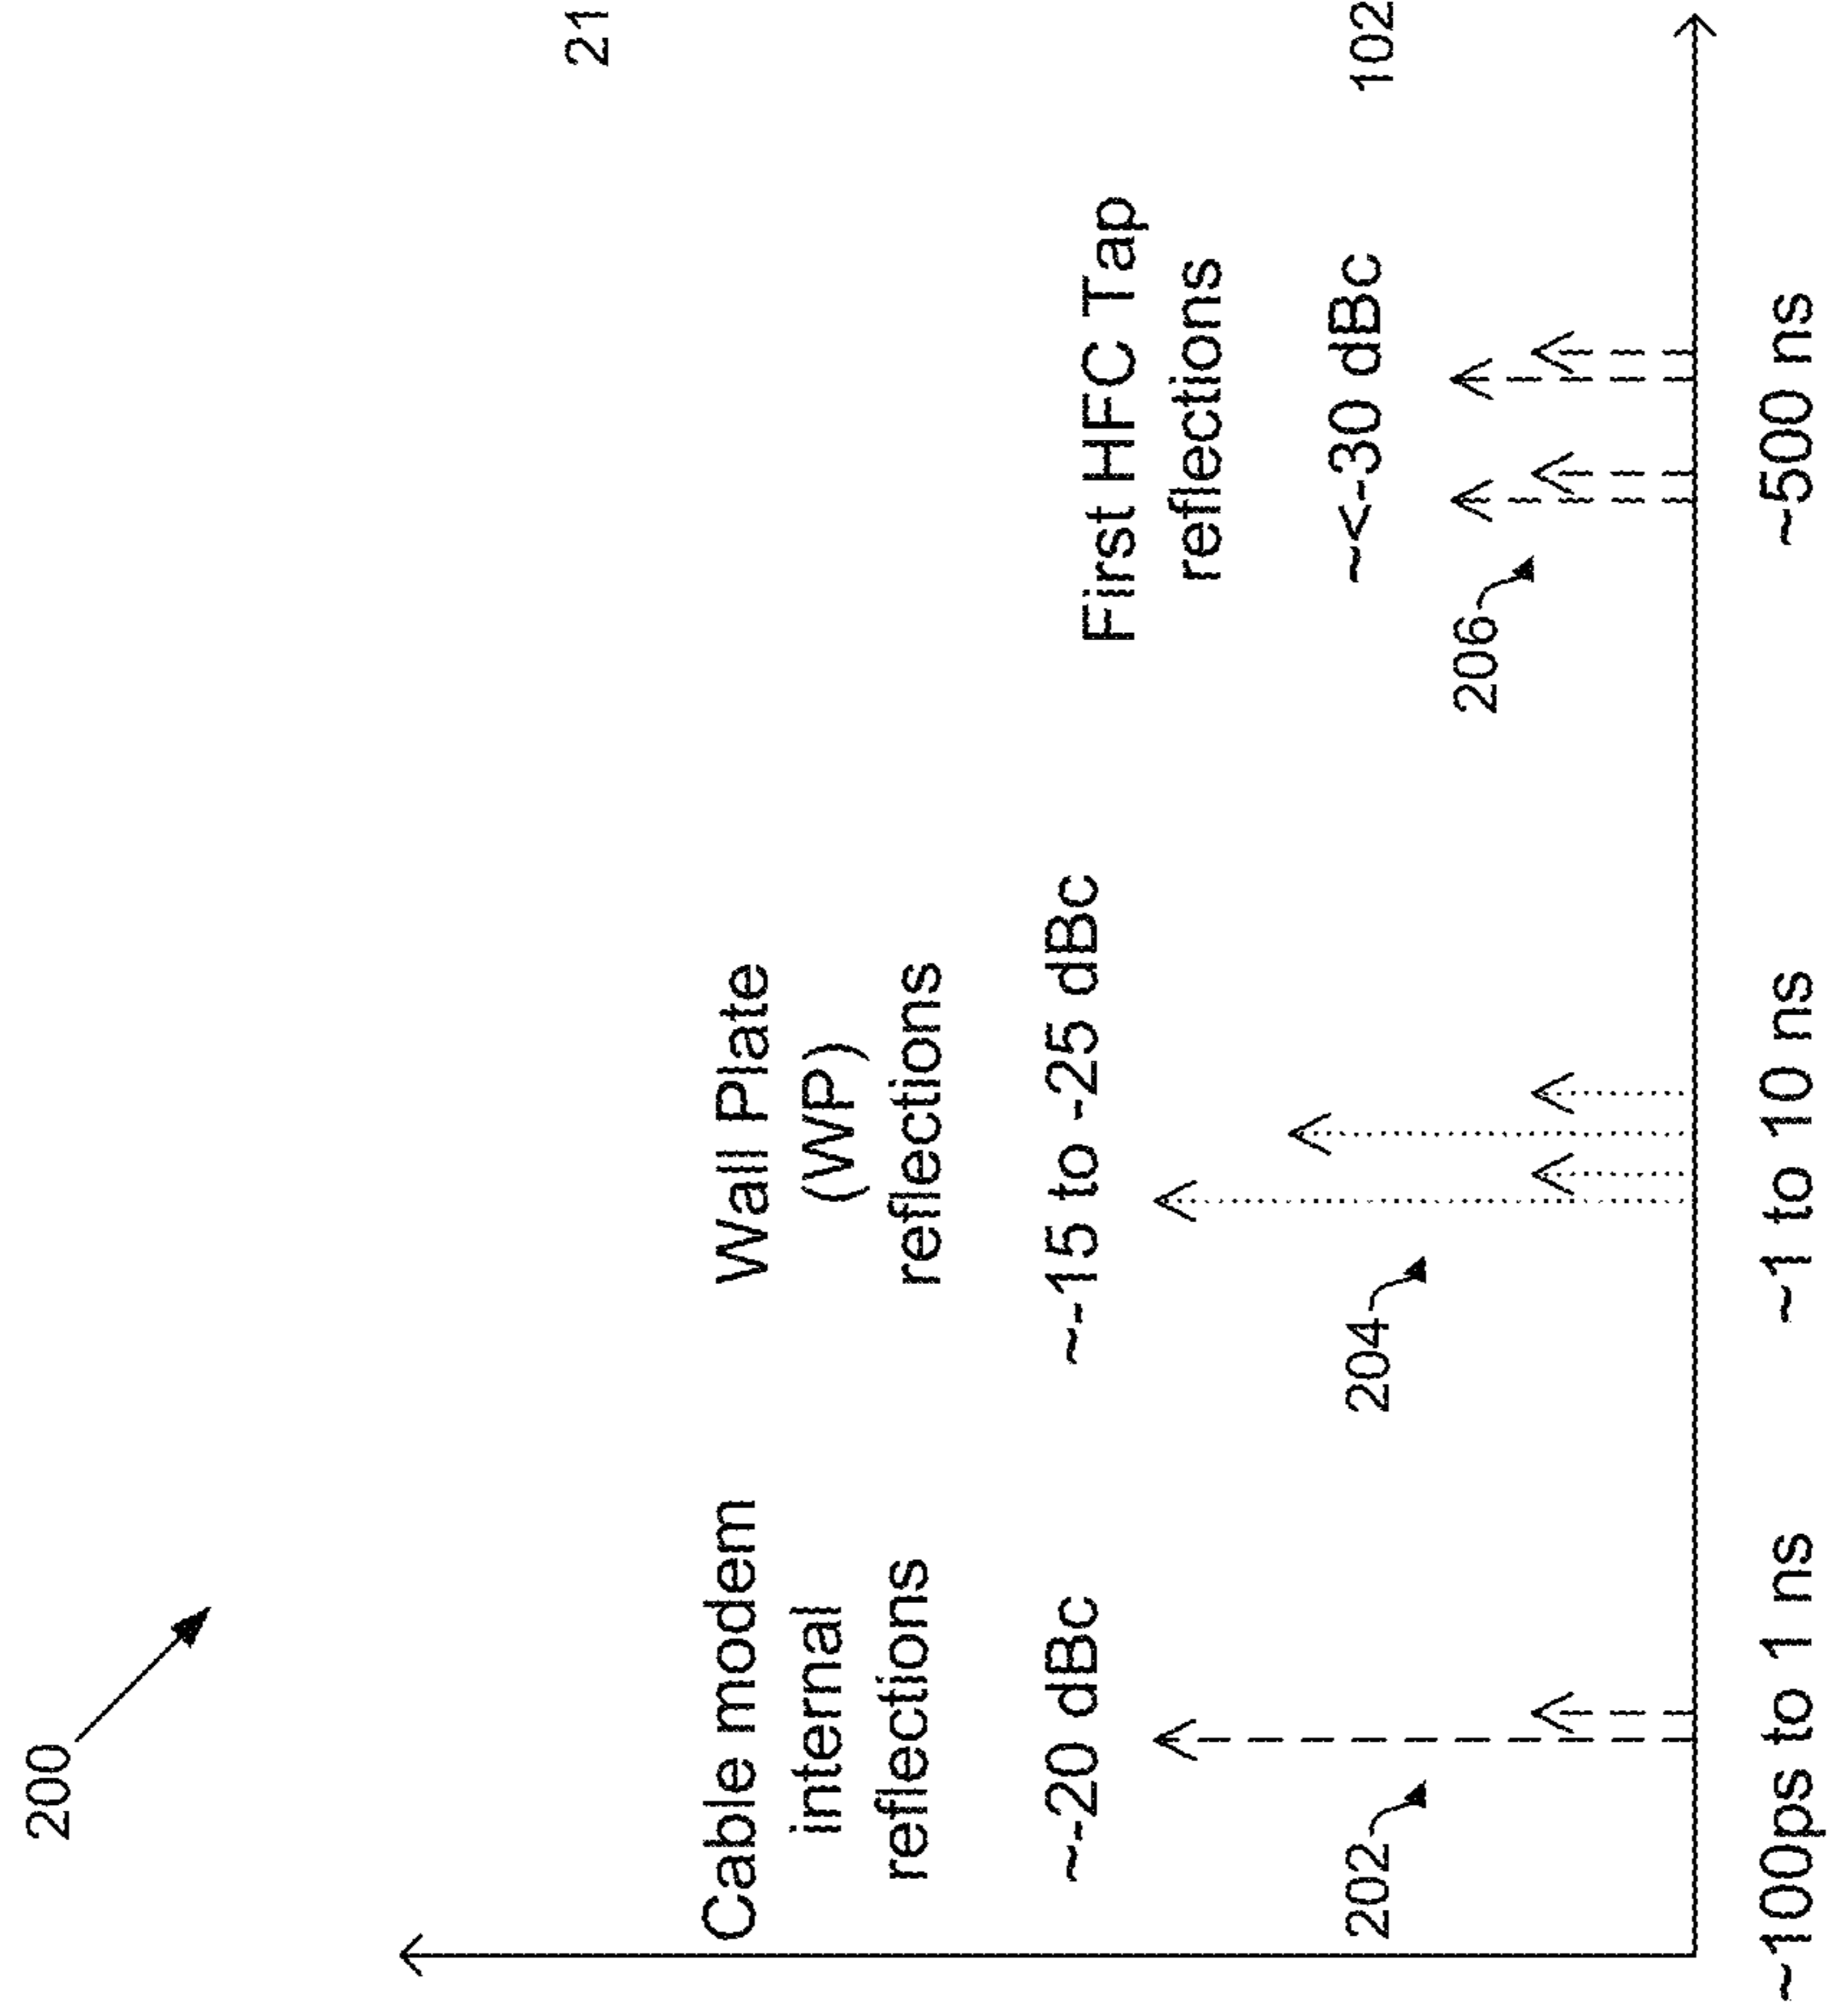 200
Cable modem
internal
reflections
~-20 dBc
202
Wall Plate
(WP)
reflections
~-15 to -25 dBc
204
First HFC Tap
reflections
~<-30 dBc
206
21
102
~100ps to 1 ns
~1 to 10 ns
~500 ns